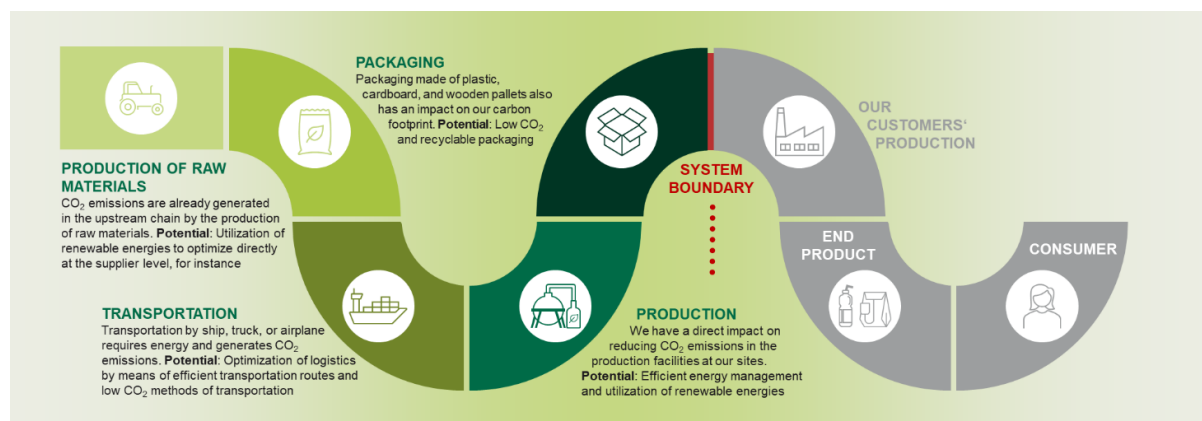 PRODUCTION OF RAW
MATERIALS
CO₂ emissions are already generated
in the upstream chain by the production
of raw materials. Potential: Utilization of
renewable energies to optimize directly
at the supplier level, for instance
TRANSPORTATION
Transportation by ship, truck, or airplane
requires energy and generates CO₂
emissions. Potential: Optimization of logistics
by means of efficient transportation routes and
low CO₂ methods of transportation
PACKAGING
Packaging made of plastic,
cardboard, and wooden pallets also
has an impact on our carbon
footprint. Potential: Low CO₂
and recyclable packaging
PRODUCTION
We have a direct impact on
reducing CO₂ emissions in the
production facilities at our sites.
Potential: Efficient energy management
and utilization of renewable energies
SYSTEM
BOUNDARY
OUR
CUSTOMERS‘
PRODUCTION
END
PRODUCT
CONSUMER